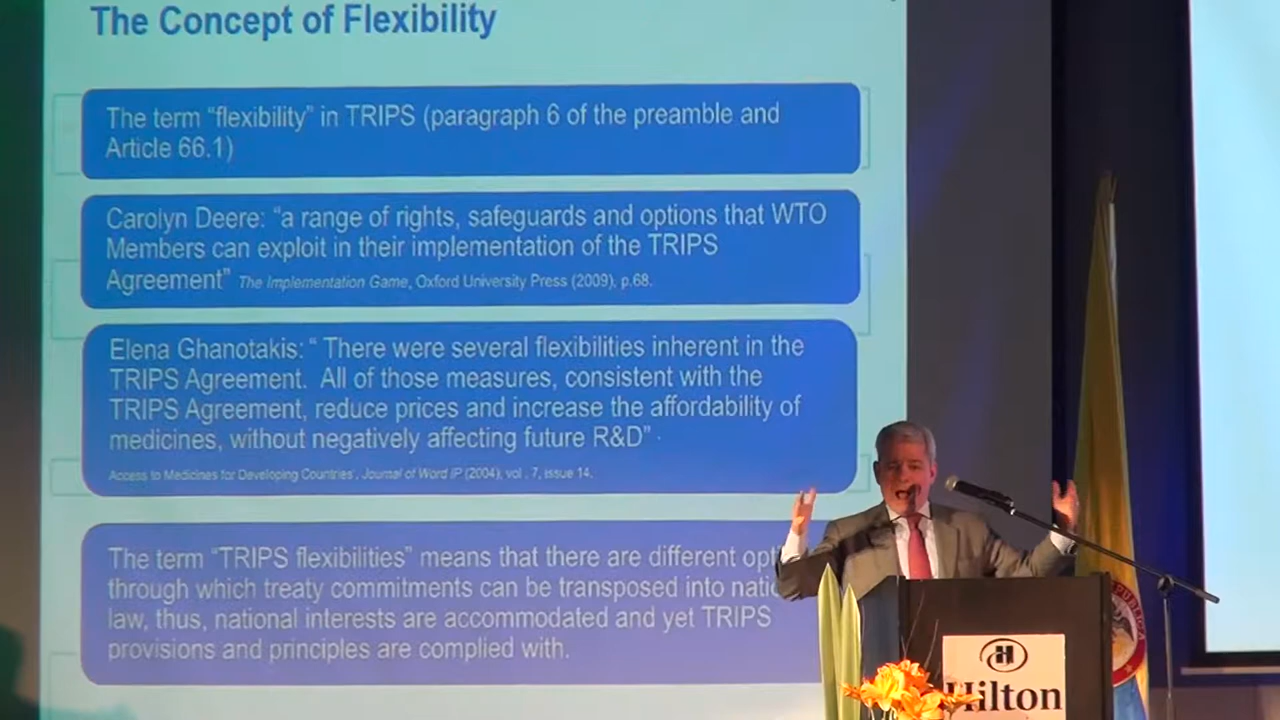 The Concept of Flexibility
The term “flexibility” in TRIPS (paragraph 6 of the preamble and
Article 66.1)
Carolyn Deere: “a range of rights, safeguards and options that WTO
Members can exploit in their implementation of the TRIPS
Agreement” The Implementation Game, Oxford University Press (2009), p.68.
Elena Ghanotakis: “ There were several flexibilities inherent in the
TRIPS Agreement. All of those measures, consistent with the
TRIPS Agreement, reduce prices and increase the affordability of
medicines, without negatively affecting future R&D” .
Access to Medicines for Developing Countries’, Journal of Word IP (2004), vol . 7, issue 14.
The term “TRIPS flexibilities” means that there are different opt
through which treaty commitments can be transposed into natio
law, thus, national interests are accommodated and yet TRIPS
provisions and principles are complied with.
H
Hilton